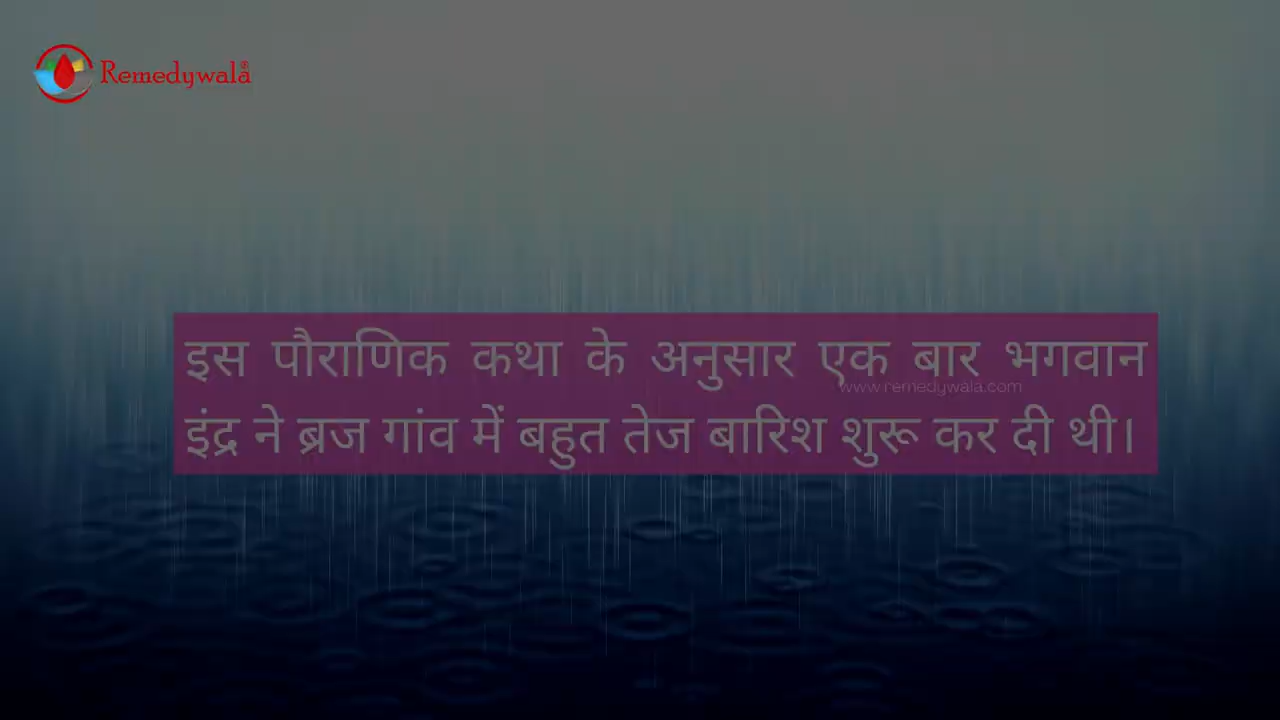 Remedywala®
इस पौराणिक कथा के अनुसार एक बार भगवान
www.remedywala.com
इंद्र ने ब्रज गांव में बहुत तेज बारिश शुरू कर दी थी।